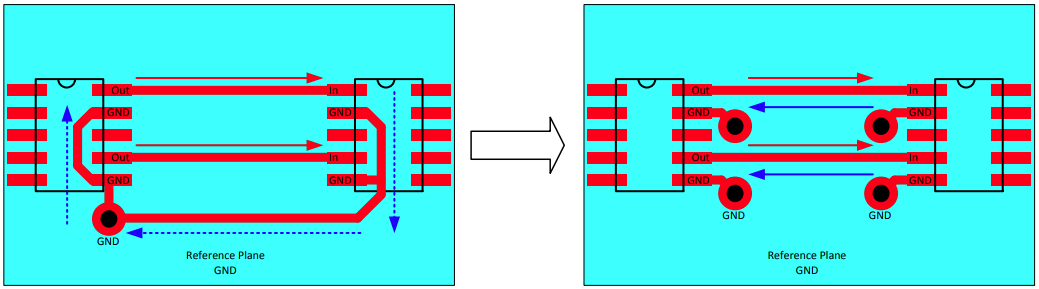 Out
In
GND
GND
Out
In
GND
GND
GND
Reference Plane
GND
Out
In
GND
GND
Out
In
GND
GND
GND
GND
Reference Plane
GND